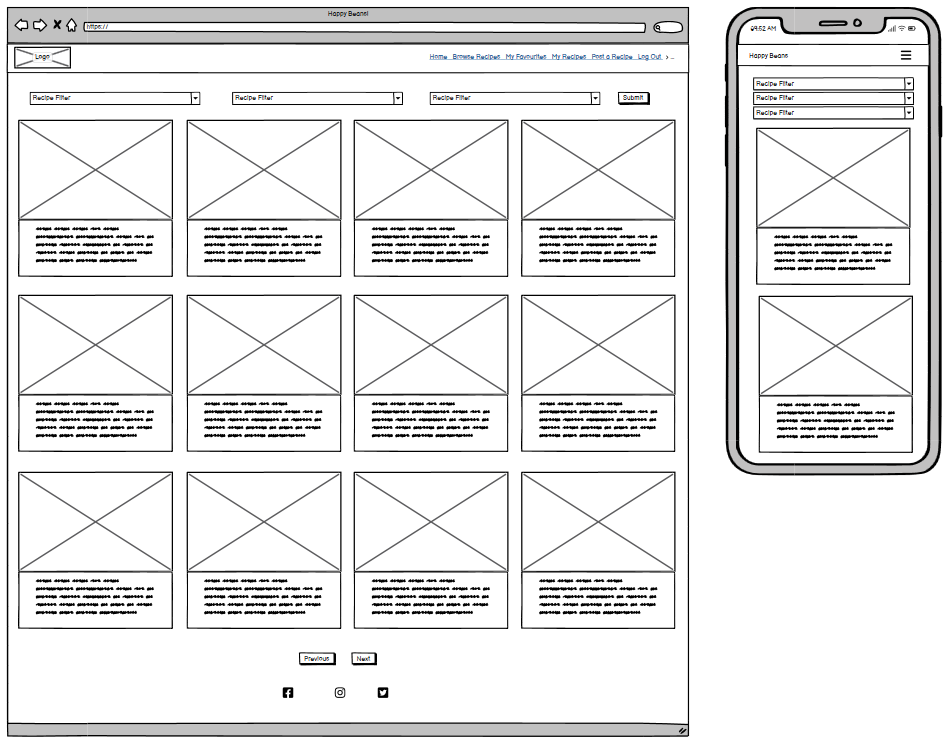 Happy Beans!
https://
Logo
Home Browse Recipes My Favourites My Recipes Post a Recipe Log Out > ...
Recipe Filter Recipe Filter Recipe Filter Submit
Previous Next
09:52 AM
Happy Beans
Recipe Filter
Recipe Filter
Recipe Filter